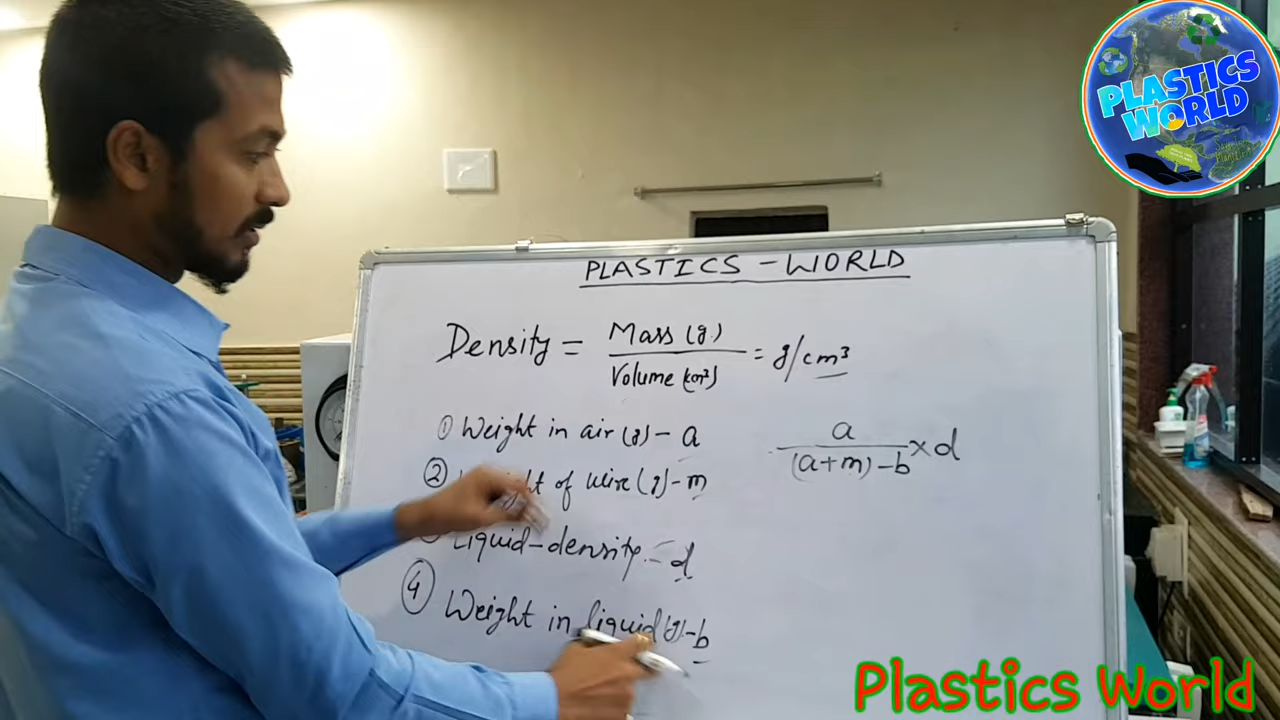 PLASTICS WORLD
PLASTICS - WORLD
Density = Mass (g) / Volume (cm³) = g/cm³
① Weight in air (g) - a
a / (a+m) - b × d
② of wire (g) - m
Liquid-density - d
④ Weight in liquid (g) - b
Plastics World